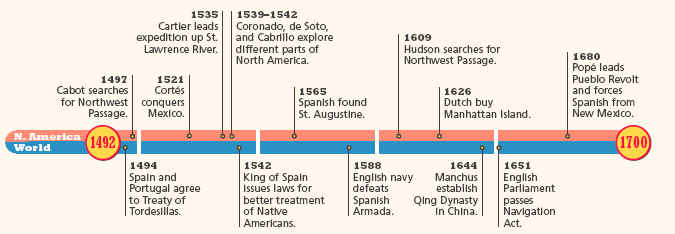 1535
Cartier leads
expedition up St.
Lawrence River.
1539–1542
Coronado, de Soto,
and Cabrillo explore
different parts of
North America.
1609
Hudson searches for
Northwest Passage.
1680
Popé leads
Pueblo Revolt
and forces
Spanish from
New Mexico.
1497
Cabot searches
for Northwest
Passage.
1521
Cortés
conquers
Mexico.
1565
Spanish found
St. Augustine.
1626
Dutch buy
Manhattan Island.
N. America
World
1492
1700
1494
Spain and
Portugal agree
to Treaty of
Tordesillas.
1542
King of Spain
issues laws for
better treatment
of Native
Americans.
1588
English navy
defeats
Spanish
Armada.
1644
Manchus
establish
Qing Dynasty
in China.
1651
English
Parliament
passes
Navigation
Act.